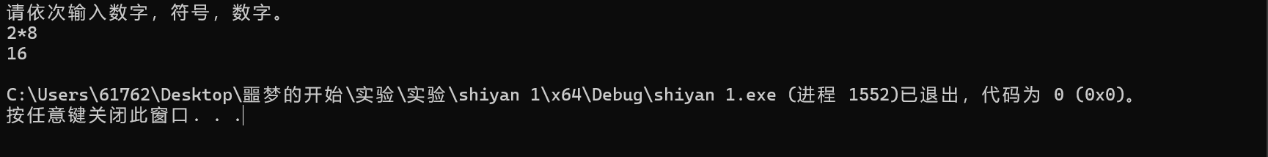 请依次输入数字，符号，数字。
2*8
16
C:\Users\61762\Desktop\噩梦的开始\实验\实验\shiyan 1\x64\Debug\shiyan 1.exe (进程 1552)已退出，代码为 0 (0x0)。
按任意键关闭此窗口. . .